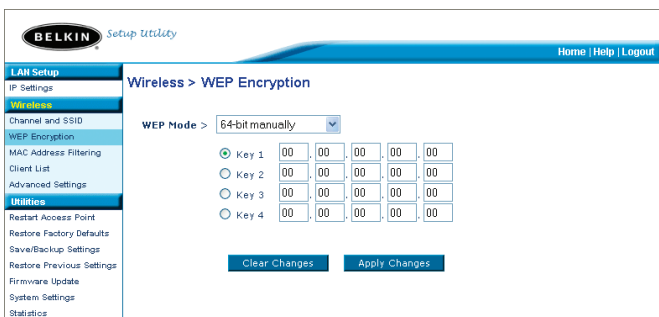 BELKIN Setup Utility
Home | Help | Logout
LAN Setup
IP Settings
Wireless
Channel and SSID
WEP Encryption
MAC Address Filtering
Client List
Advanced Settings
Utilities
Restart Access Point
Restore Factory Defaults
Save/Backup Settings
Restore Previous Settings
Firmware Update
System Settings
Statistics
Wireless > WEP Encryption
WEP Mode > 64-bit manually
Key 1 00 . 00 . 00 . 00 . 00
Key 2 00 . 00 . 00 . 00 . 00
Key 3 00 . 00 . 00 . 00 . 00
Key 4 00 . 00 . 00 . 00 . 00
Clear Changes Apply Changes